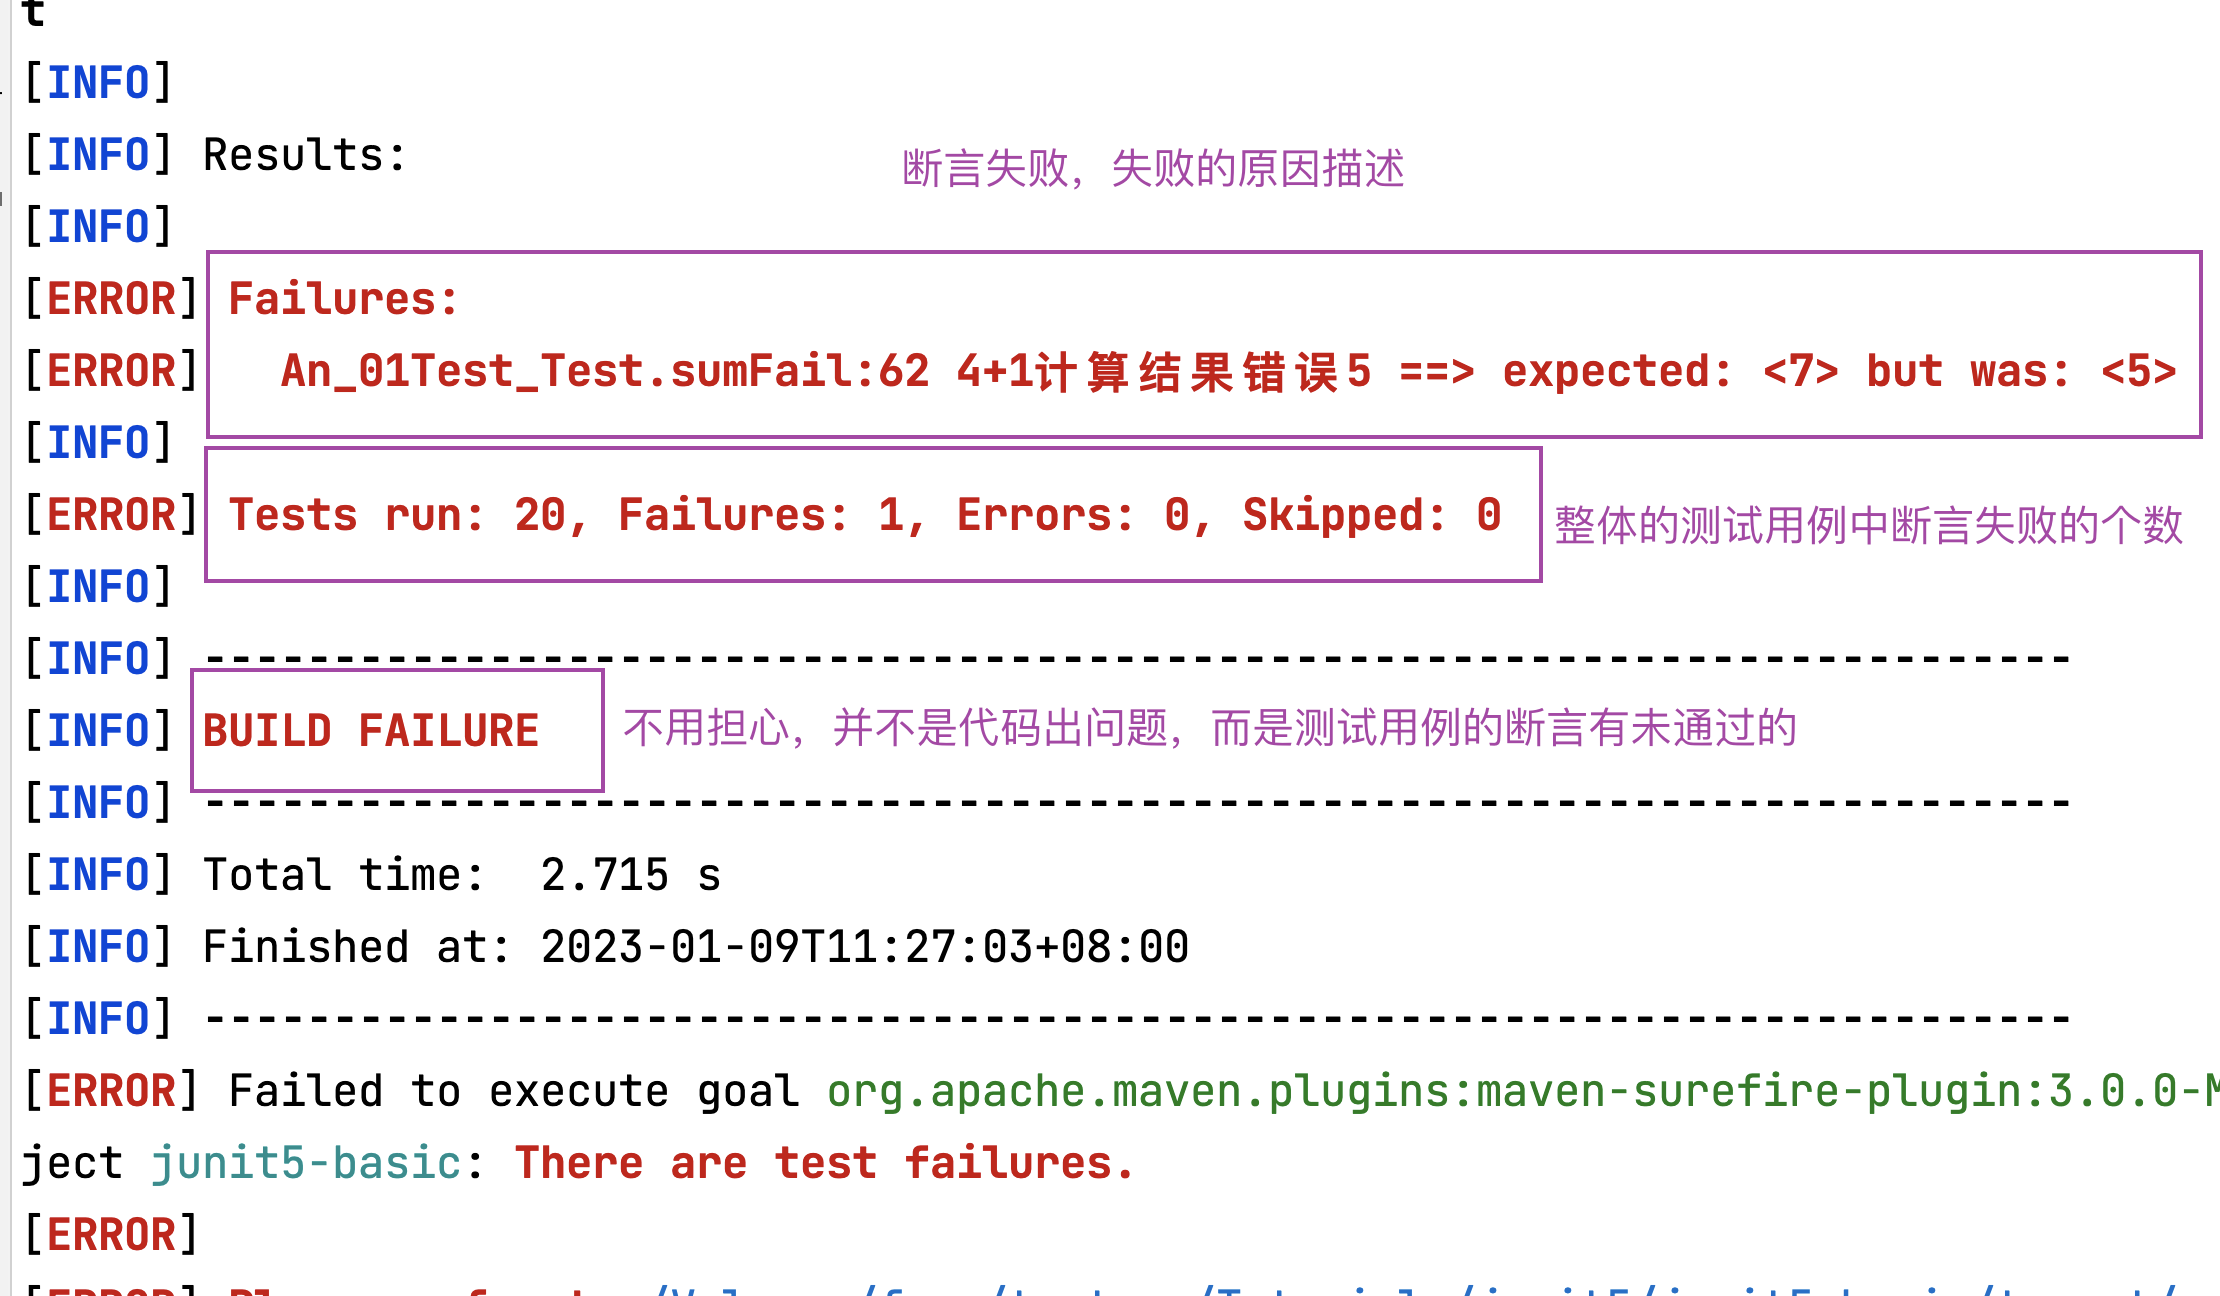 t
[INFO]
[INFO] Results:
断言失败，失败的原因描述
[INFO]
[ERROR] Failures:
[ERROR]   An_01Test_Test.sumFail:62 4+1计算结果错误5 ==> expected: <7> but was: <5>
[INFO]
[ERROR] Tests run: 20, Failures: 1, Errors: 0, Skipped: 0
整体的测试用例中断言失败的个数
[INFO]
[INFO] ------------------------------------------------------------------------
[INFO] BUILD FAILURE
不用担心，并不是代码出问题，而是测试用例的断言有未通过的
[INFO] ------------------------------------------------------------------------
[INFO] Total time:  2.715 s
[INFO] Finished at: 2023-01-09T11:27:03+08:00
[INFO] ------------------------------------------------------------------------
[ERROR] Failed to execute goal org.apache.maven.plugins:maven-surefire-plugin:3.0.0-M
ject junit5-basic: There are test failures.
[ERROR]
[ERROR]